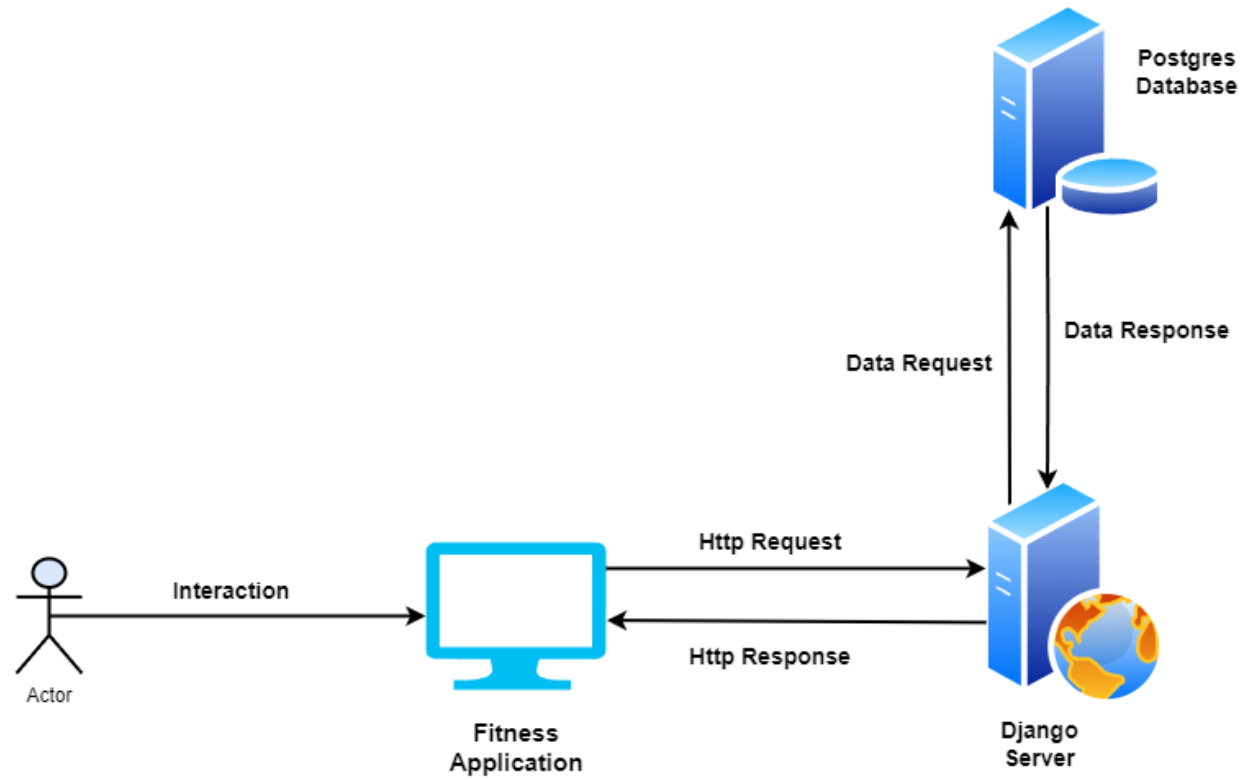 Postgres
Database
Data Response
Data Request
Http Request
Interaction
Http Response
Actor
Fitness
Application
Django
Server